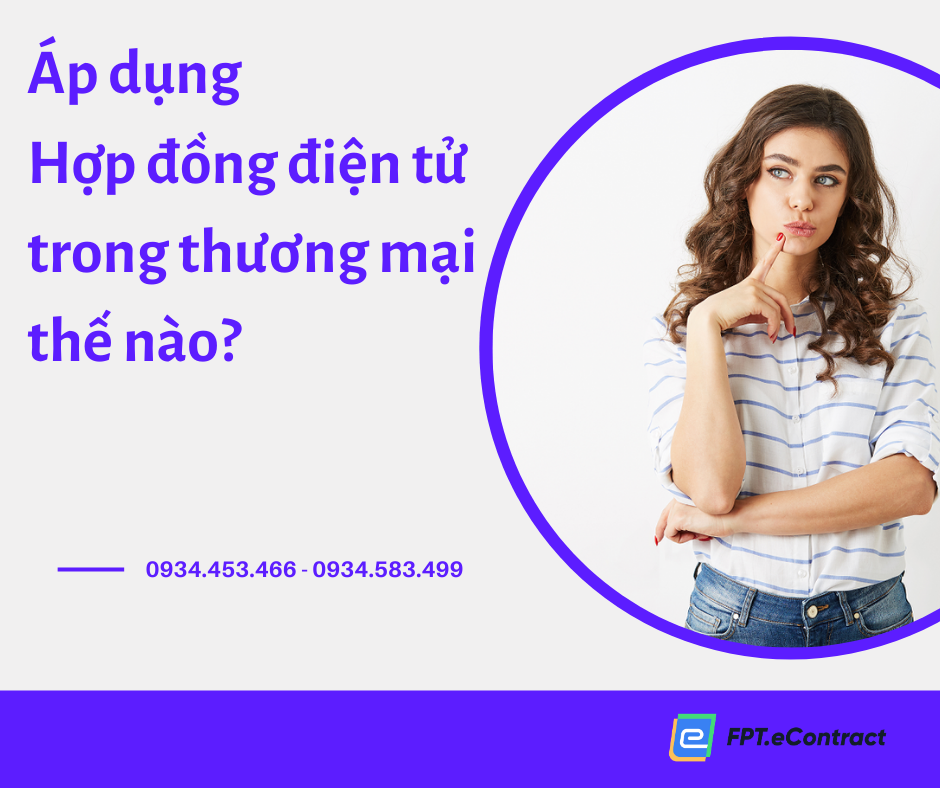 Áp dụng
Hợp đồng điện tử
trong thương mại
thế nào?
0934.453.466 - 0934.583.499
FPT.eContract